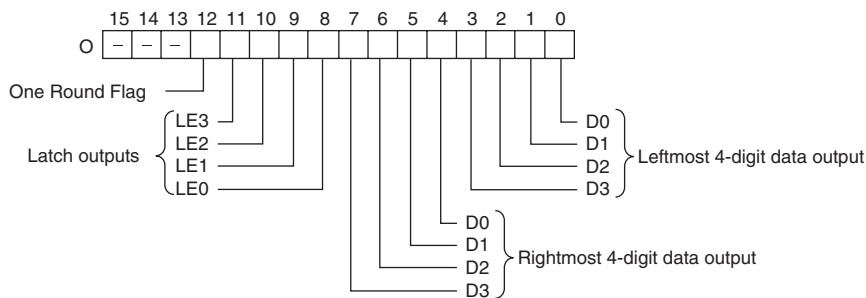 15 14 13 12 11 10 9 8 7 6 5 4 3 2 1 0
O – – –
One Round Flag
LE3
LE2
Latch outputs
LE1
LE0
D0
D1
Leftmost 4-digit data output
D2
D3
D0
D1
Rightmost 4-digit data output
D2
D3